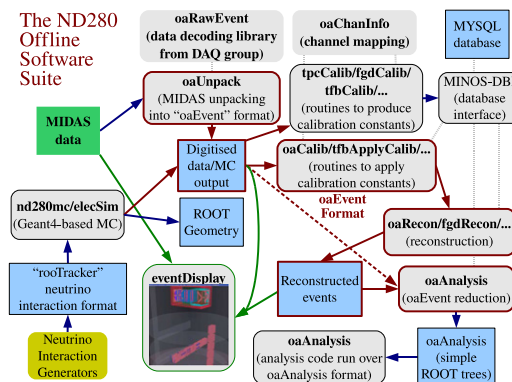 The ND280
Offline
Software
Suite
oaRawEvent
(data decoding library
from DAQ group)
oaChanInfo
(channel mapping)
MYSQL
database
oaUnpack
(MIDAS unpacking
into "oaEvent" format)
tpcCalib/fgdCalib/
tfbCalib/...
(routines to produce
calibration constants)
MINOS-DBI
(database
interface)
MIDAS
data
Digitised
data/MC
output
oaCalib/tfbApplyCalib/...
(routines to apply
calibration constants)
oaEvent
Format
nd280mc/elecSim
(Geant4-based MC)
ROOT
Geometry
oaRecon/fgdRecon/...
(reconstruction)
"rooTracker"
neutrino
interaction format
eventDisplay
Reconstructed
events
oaAnalysis
(oaEvent reduction)
Neutrino
Interaction
Generators
oaAnalysis
(analysis code run over
oaAnalysis format)
oaAnalysis
(simple
ROOT trees)